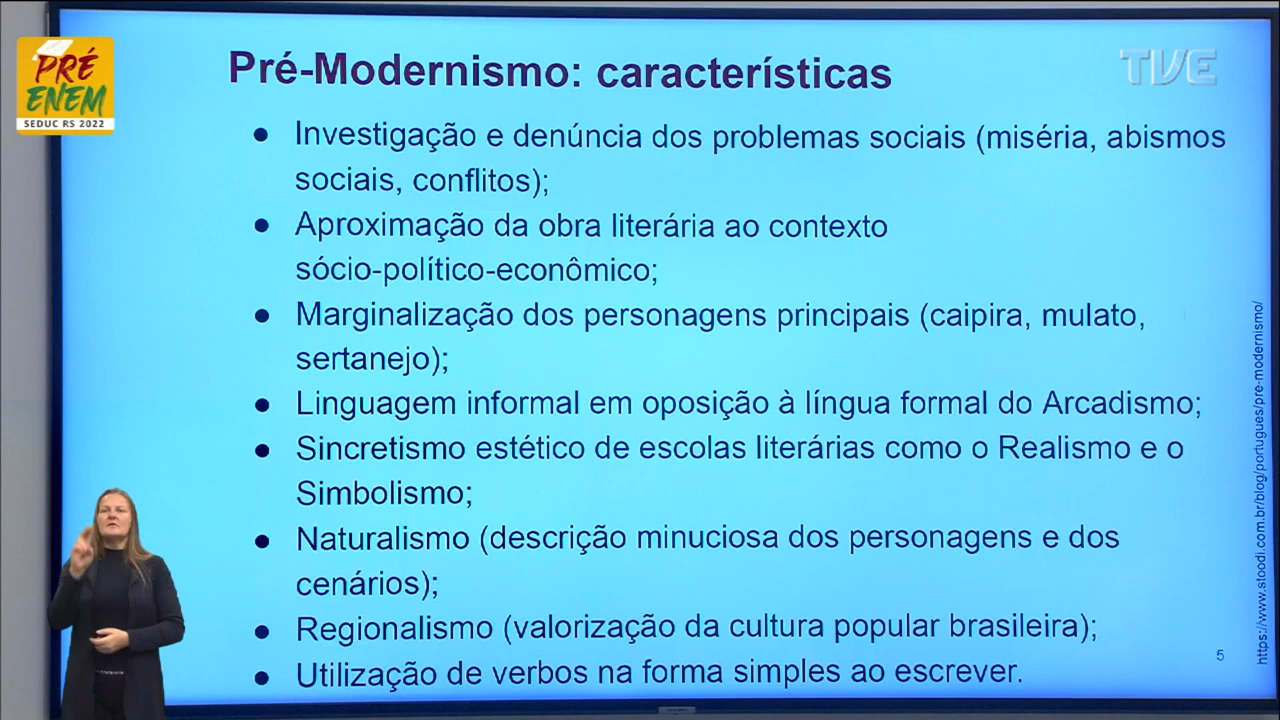 PRÉ
ENEM
SEDUC RS 2022
TVE
Pré-Modernismo: características
● Investigação e denúncia dos problemas sociais (miséria, abismos
sociais, conflitos);
● Aproximação da obra literária ao contexto
sócio-político-econômico;
● Marginalização dos personagens principais (caipira, mulato,
sertanejo);
● Linguagem informal em oposição à língua formal do Arcadismo;
● Sincretismo estético de escolas literárias como o Realismo e o
Simbolismo;
● Naturalismo (descrição minuciosa dos personagens e dos
cenários);
● Regionalismo (valorização da cultura popular brasileira);
● Utilização de verbos na forma simples ao escrever.
5
https://www.stoodi.com.br/blog/portugues/pre-modernismo/